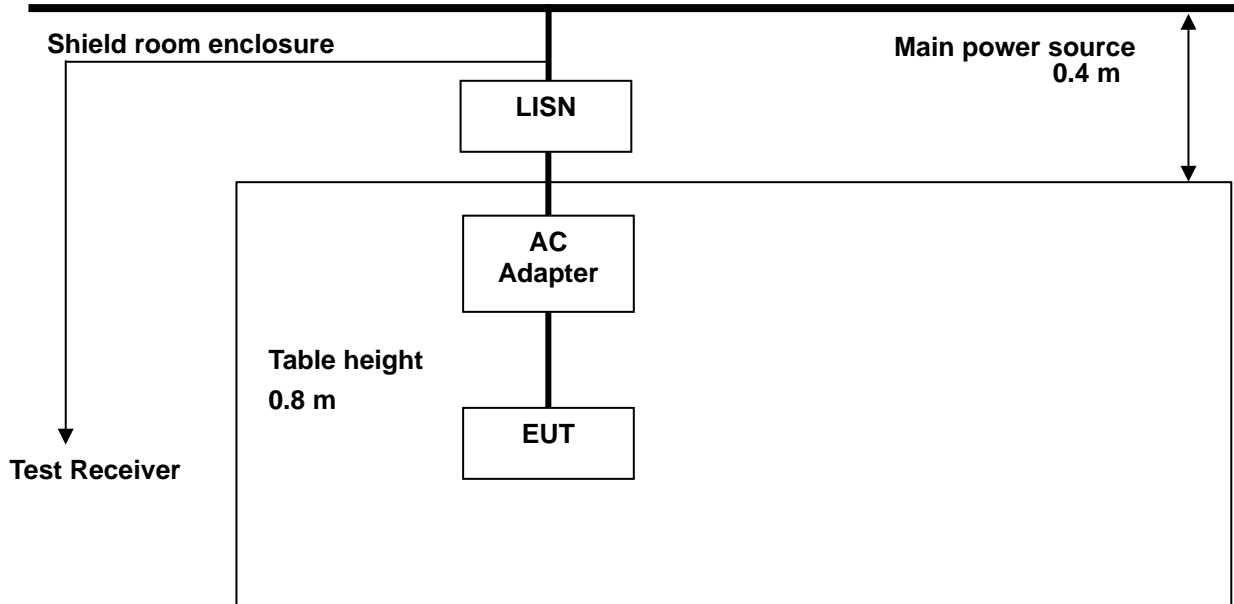 Shield room enclosure
Main power source
0.4 m
LISN
AC
Adapter
Table height
0.8 m
EUT
Test Receiver